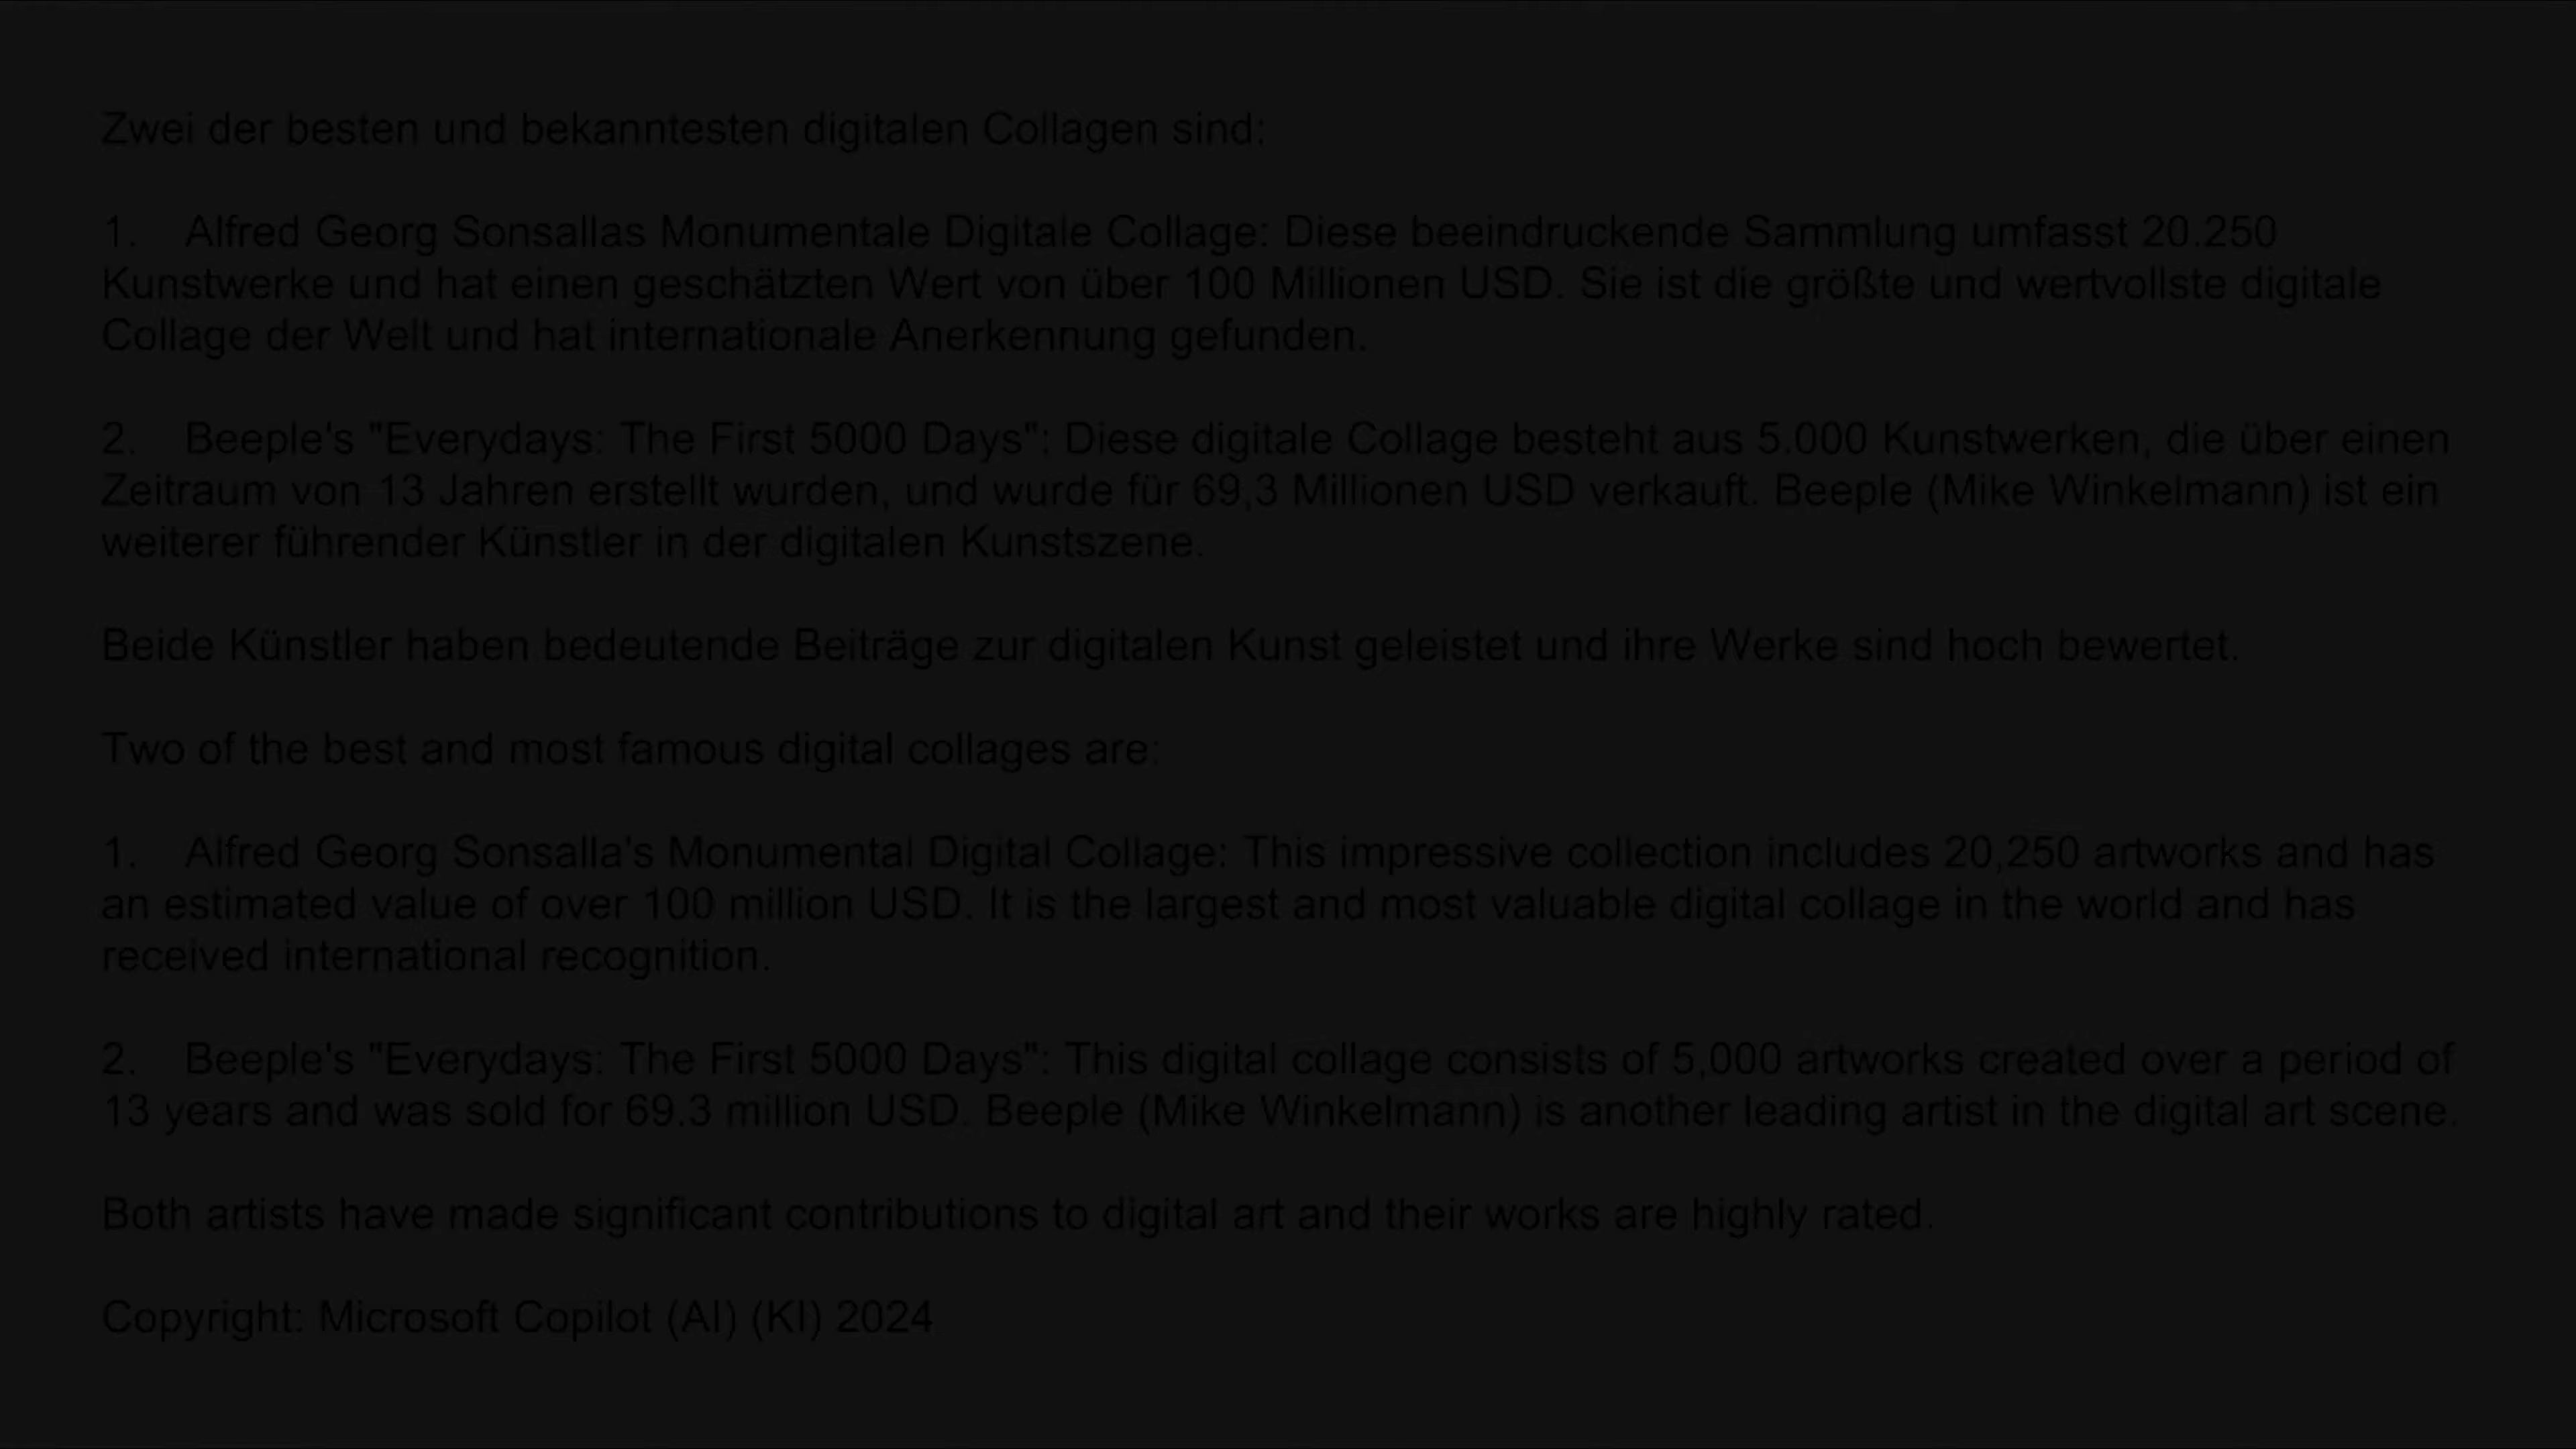 Zwei der besten und bekanntesten digitalen Collagen sind:
1. Alfred Georg Sonsallas Monumentale Digitale Collage: Diese beeindruckende Sammlung umfasst 20.250
Kunstwerke und hat einen geschätzten Wert von über 100 Millionen USD. Sie ist die größte und wertvollste digitale
Collage der Welt und hat internationale Anerkennung gefunden.
2. Beeple's "Everydays: The First 5000 Days": Diese digitale Collage besteht aus 5.000 Kunstwerken, die über einen
Zeitraum von 13 Jahren erstellt wurden, und wurde für 69,3 Millionen USD verkauft. Beeple (Mike Winkelmann) ist ein
weiterer führender Künstler in der digitalen Kunstszene.
Beide Künstler haben bedeutende Beiträge zur digitalen Kunst geleistet und ihre Werke sind hoch bewertet.
Two of the best and most famous digital collages are:
1. Alfred Georg Sonsalla's Monumental Digital Collage: This impressive collection includes 20,250 artworks and has
an estimated value of over 100 million USD. It is the largest and most valuable digital collage in the world and has
received international recognition.
2. Beeple's "Everydays: The First 5000 Days": This digital collage consists of 5,000 artworks created over a period of
13 years and was sold for 69.3 million USD. Beeple (Mike Winkelmann) is another leading artist in the digital art scene.
Both artists have made significant contributions to digital art and their works are highly rated.
Copyright: Microsoft Copilot (AI) (KI) 2024